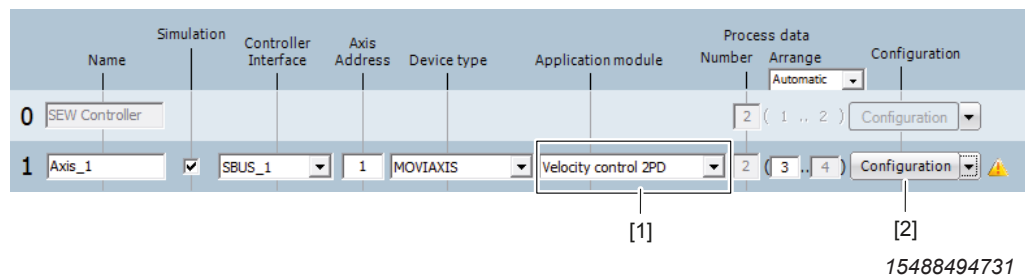 Simulation
Process data
Name
Controller
Interface
Axis
Address
Device type
Application module
Number
Arrange
Configuration
Automatic
0 SEW Controller 2 ( 1 .. 2 ) Configuration
1 Axis_1 SBUS_1 1 MOVIAXIS Velocity control 2PD 2 ( 3 .. 4 ) Configuration
[1] [2]
15488494731